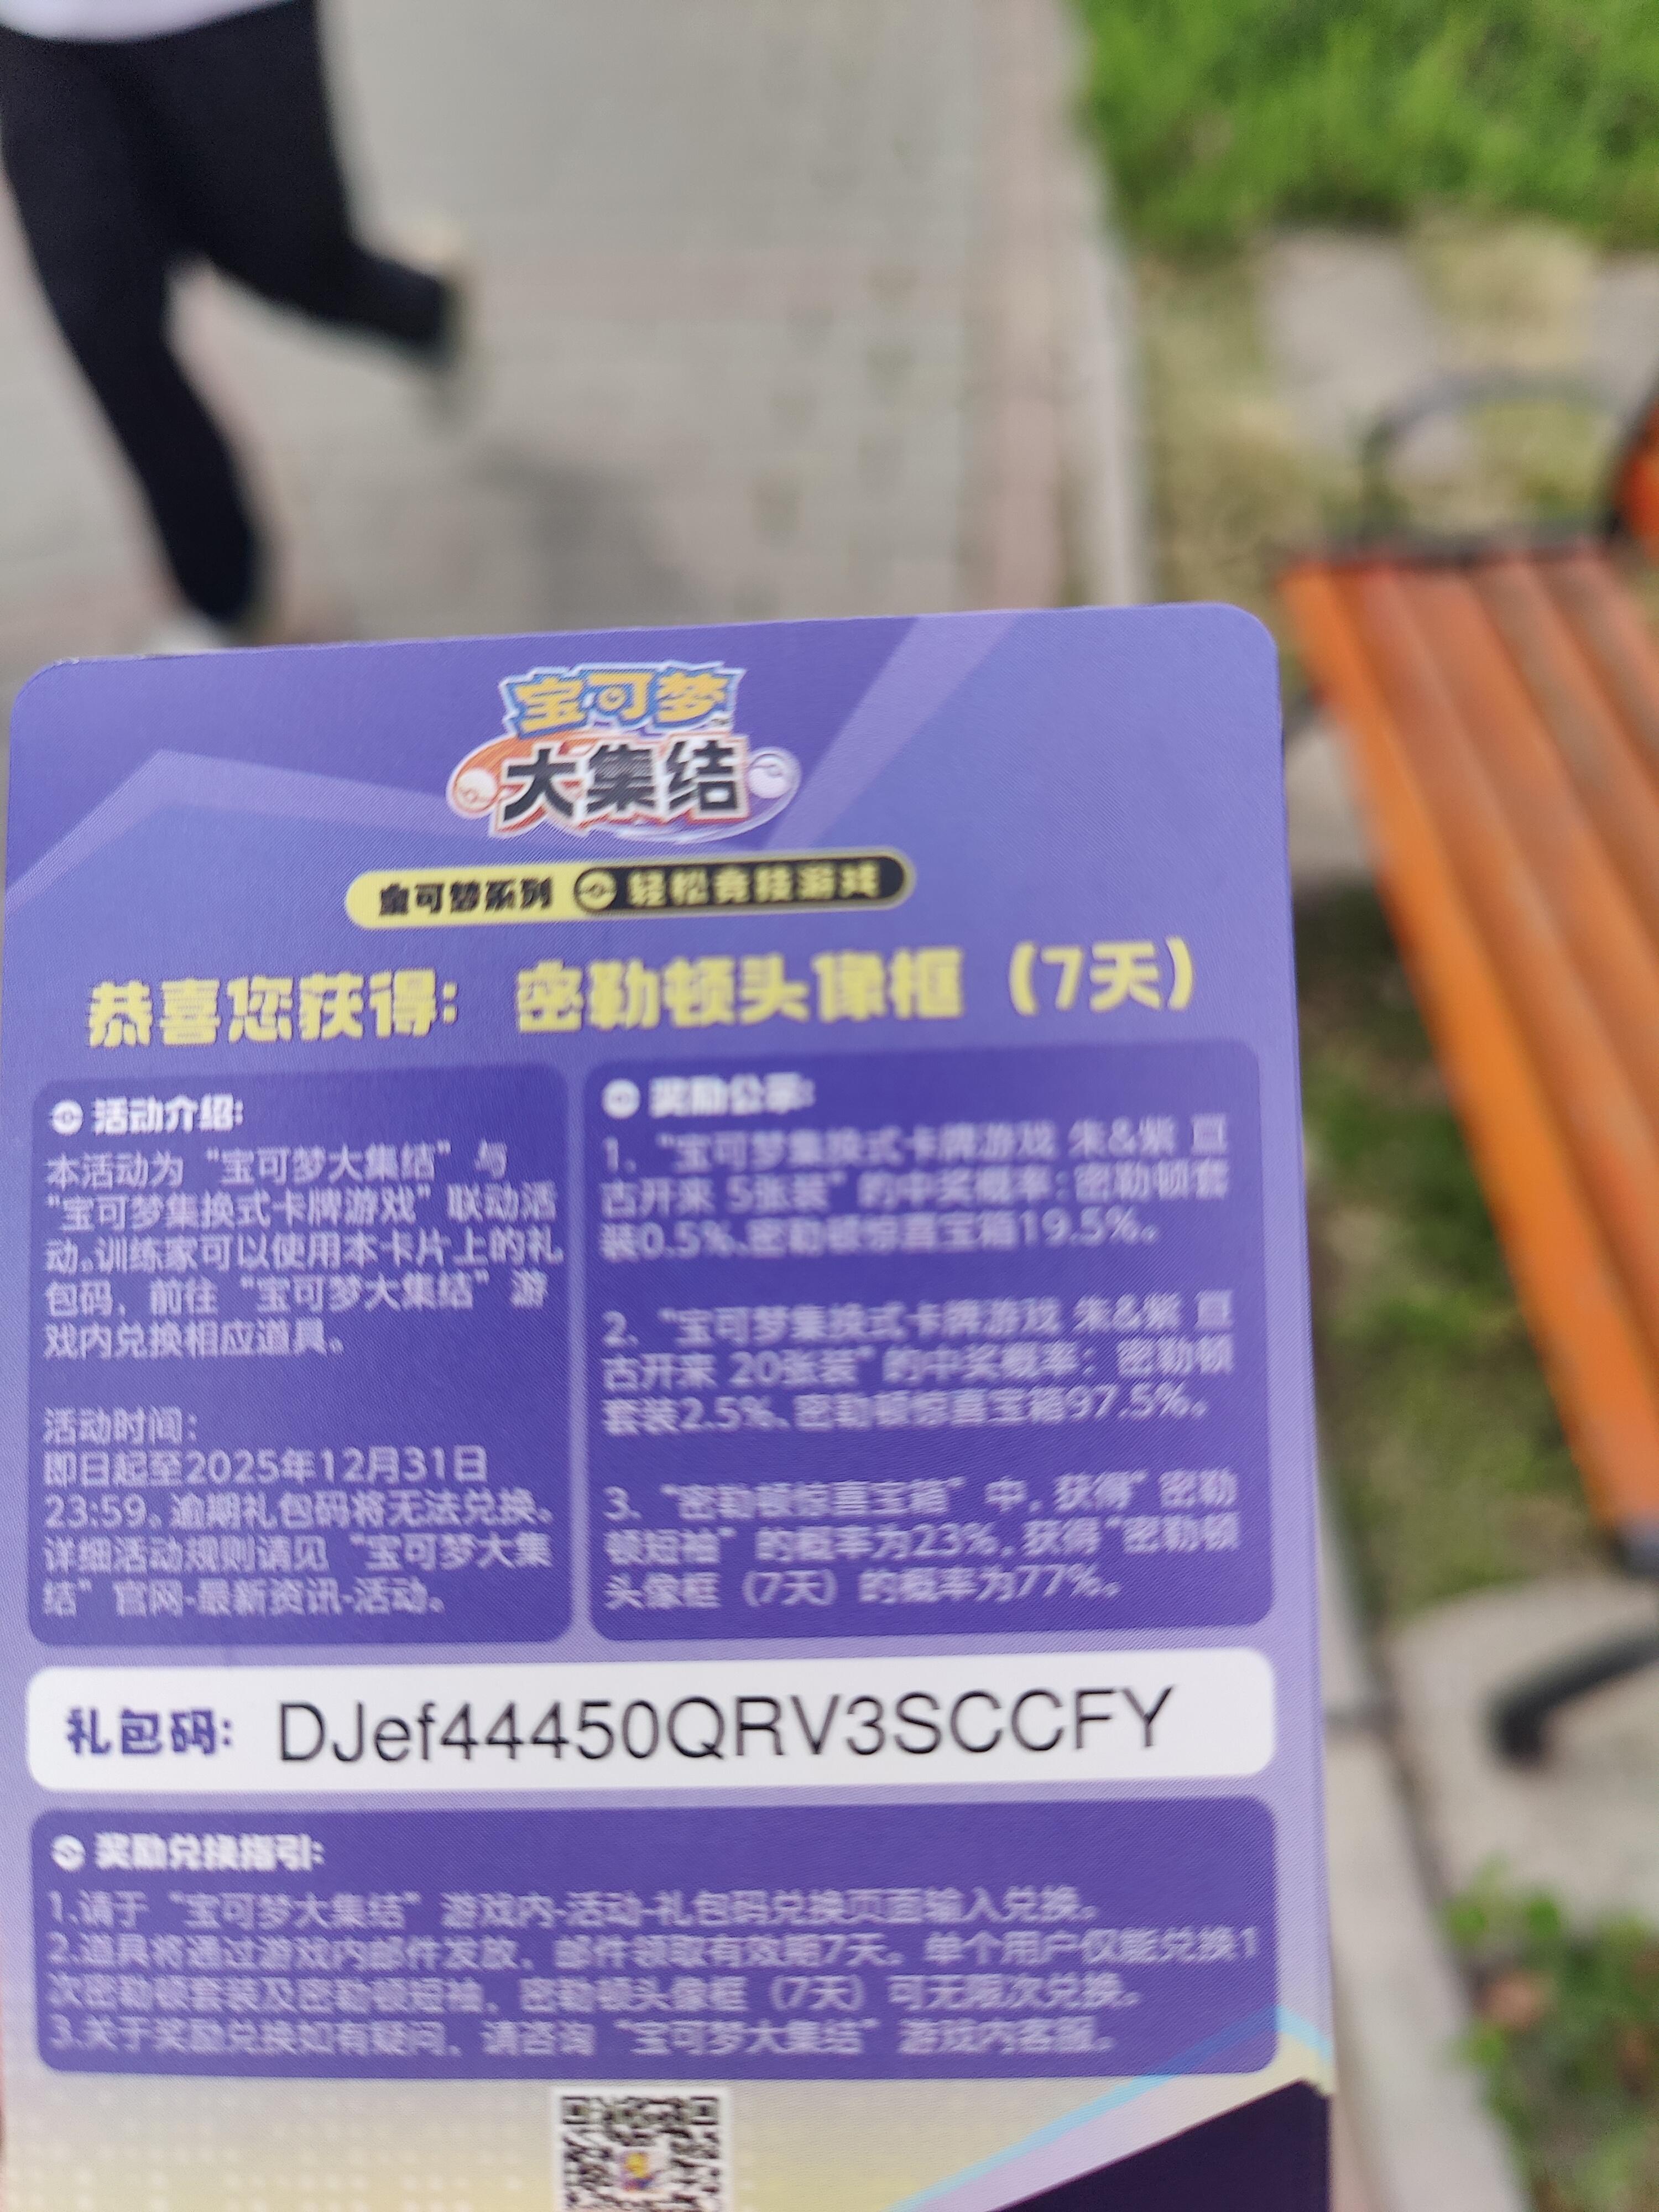 宝可梦
大集结
宝可梦系列 轻松竞技游戏
恭喜您获得: 密勒顿头像框（7天）
活动介绍:
本活动为“宝可梦大集结”与
“宝可梦集换式卡牌游戏”联动活
动。训练家可以使用本卡片上的礼
包码，前往“宝可梦大集结”游
戏内兑换相应道具。
活动时间：
即日起至2025年12月31日
23:59。逾期礼包码将无法兑换。
详细活动规则请见“宝可梦大集
结”官网-最新资讯-活动。
奖励公示:
1、“宝可梦集换式卡牌游戏 朱&紫 亘
古开来 5张装”的中奖概率：密勒顿套
装0.5%、密勒顿惊喜宝箱19.5%。
2、“宝可梦集换式卡牌游戏 朱&紫 亘
古开来 20张装”的中奖概率：密勒顿
套装2.5%、密勒顿惊喜宝箱97.5%。
3、“密勒顿惊喜宝箱”中，获得“密勒
顿短袖”的概率为23%，获得“密勒顿
头像框（7天）的概率为77%。
礼包码: DJef44450QRV3SCCFY
奖励兑换指引:
1.请于“宝可梦大集结”游戏内-活动-礼包码兑换页面输入兑换。
2.道具将通过游戏内邮件发放，邮件领取有效期7天。单个用户仅能兑换1
次密勒顿套装及密勒顿短袖，密勒顿头像框（7天）可无限次兑换。
3.关于奖励兑换如有疑问，请咨询“宝可梦大集结”游戏内客服。